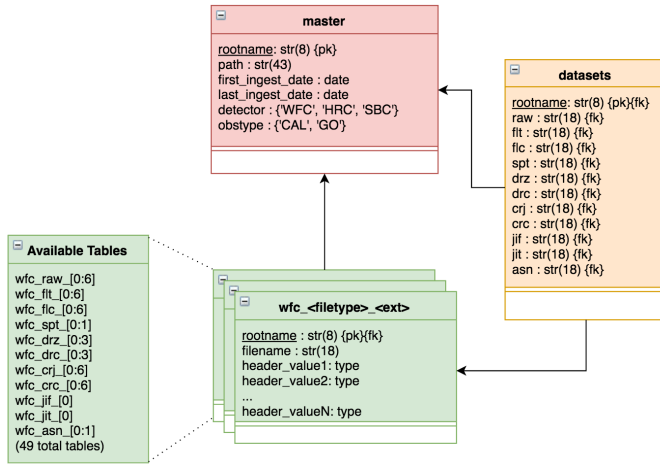 master
rootname: str(8) {pk}
path : str(43)
first_ingest_date : date
last_ingest_date : date
detector : {'WFC', 'HRC', 'SBC'}
obstype : {'CAL', 'GO'}
datasets
rootname: str(8) {pk}{fk}
raw : str(18) {fk}
flt : str(18) {fk}
flc : str(18) {fk}
spt : str(18) {fk}
drz : str(18) {fk}
drc : str(18) {fk}
crj : str(18) {fk}
crc : str(18) {fk}
jif : str(18) {fk}
jit : str(18) {fk}
asn : str(18) {fk}
Available Tables
wfc_raw_[0:6]
wfc_flt_[0:6]
wfc_flc_[0:6]
wfc_spt_[0:1]
wfc_drz_[0:3]
wfc_drc_[0:3]
wfc_crj_[0:6]
wfc_crc_[0:6]
wfc_jif_[0]
wfc_jit_[0]
wfc_asn_[0:1]
(49 total tables)
wfc_<filetype>_<ext>
rootname : str(8) {pk}{fk}
filename : str(18)
header_value1: type
header_value2: type
...
header_valueN: type